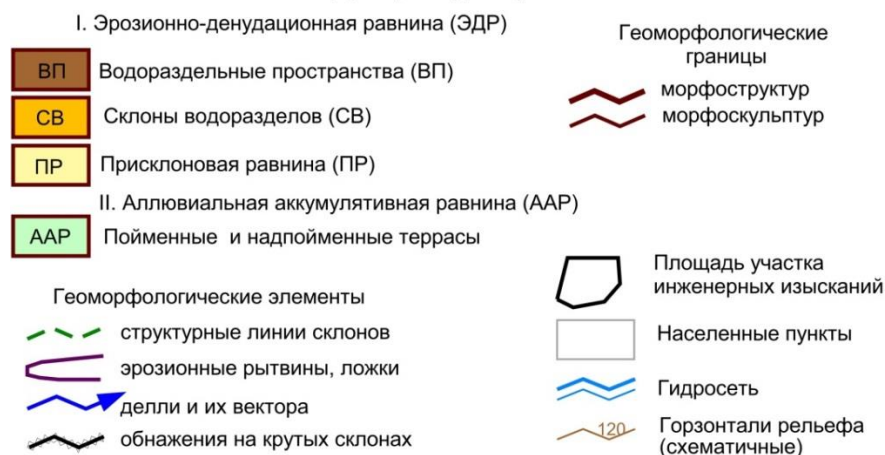 I. Эрозионно-денудационная равнина (ЭДР)
ВП Водораздельные пространства (ВП)
СВ Склоны водоразделов (СВ)
ПР Присклоновая равнина (ПР)
II. Аллювиальная аккумулятивная равнина (ААР)
ААР Пойменные и надпойменные террасы
Геоморфологические элементы
структурные линии склонов
эрозионные рытвины, ложки
делли и их вектора
обнажения на крутых склонах
Геоморфологические
границы
морфоструктур
морфоскульптур
Площадь участка
инженерных изысканий
Населенные пункты
Гидросеть
120 Горзонтали рельефа
(схематичные)